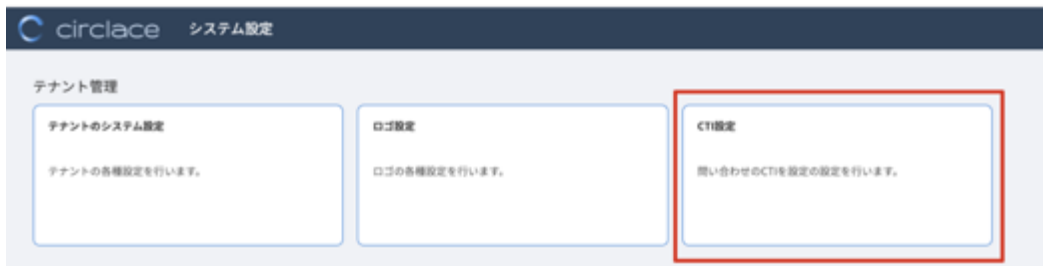 circlace システム設定
テナント管理
テナントのシステム設定
テナントの各種設定を行います。
ロゴ設定
ロゴの各種設定を行います。
CTI設定
問い合わせのCTIを設定の設定を行います。